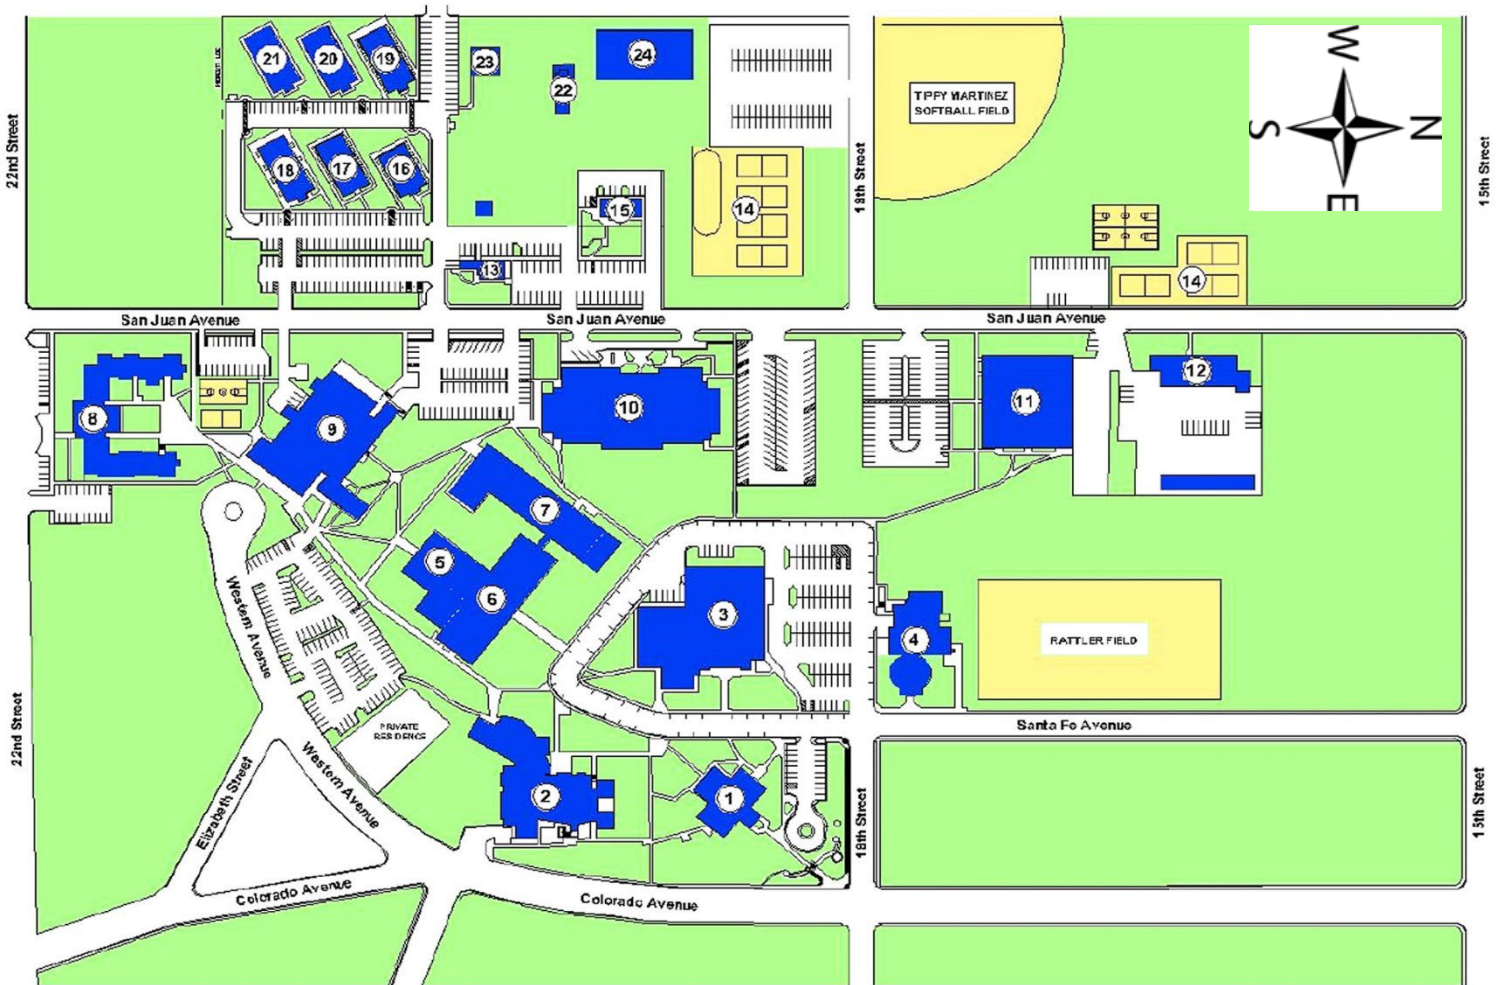 21
20
19
23
24
22
TIPPY MARTINEZ
SOFTBALL FIELD
W
S
N
E
22nd Street
18th Street
15th Street
18
17
16
15
14
13
14
San Juan Avenue
San Juan Avenue
San Juan Avenue
8
9
10
11
12
7
5
6
3
4
RATTLER FIELD
Western Avenue
22nd Street
PRIVATE
RESIDENCE
Santa Fe Avenue
Elizabeth Street
Western Avenue
2
1
18th Street
15th Street
Colorado Avenue
Colorado Avenue